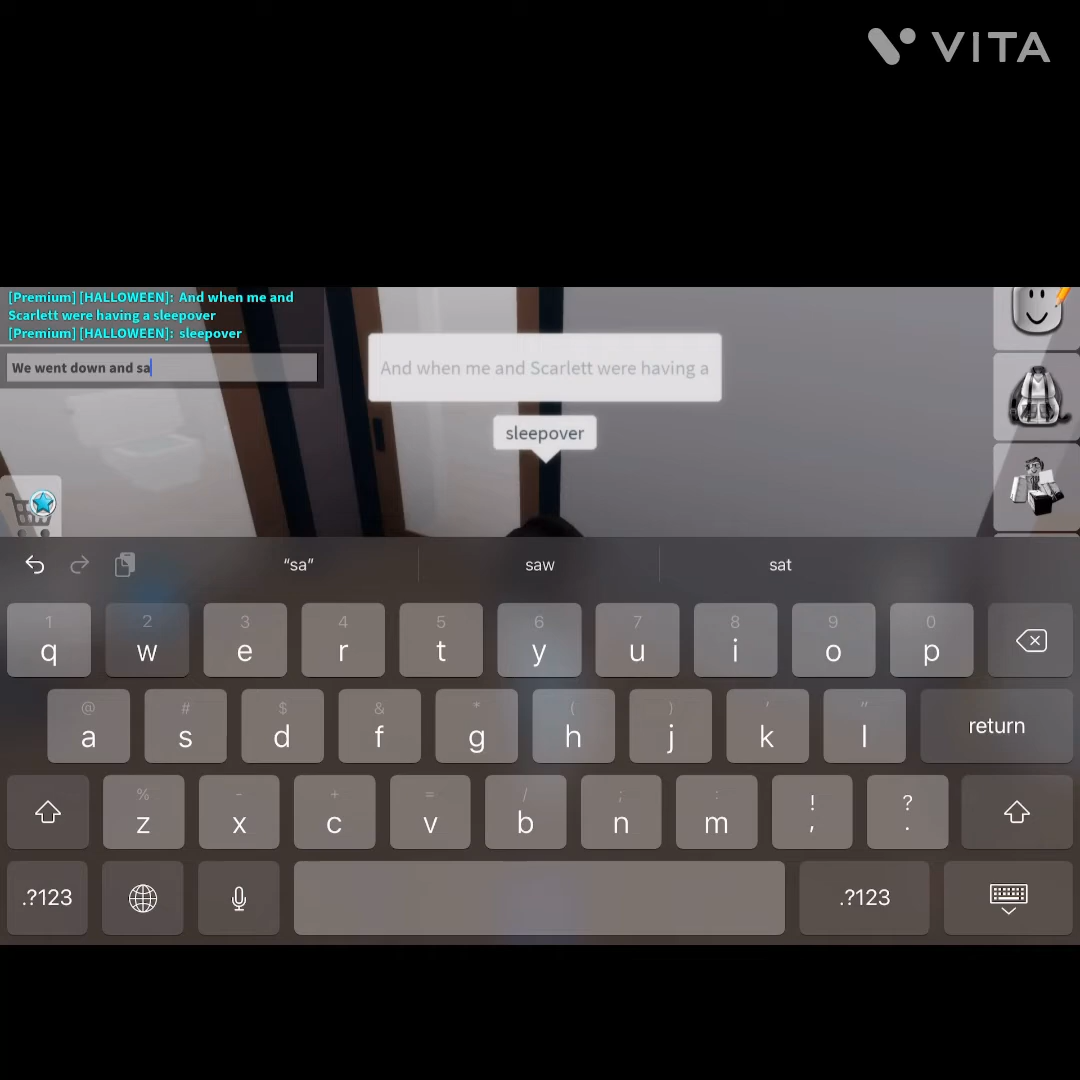 VITA
[Premium] [HALLOWEEN]: And when me and
Scarlett were having a sleepover
[Premium] [HALLOWEEN]: sleepover
We went down and sa
And when me and Scarlett were having a
sleepover
“sa” saw sat
1 2 3 4 5 6 7 8 9 0
q w e r t y u i o p
@ # $ & * ( ) ' "
a s d f g h j k l return
% - + = / ; : ! ?
z x c v b n m , .
.?123 .?123